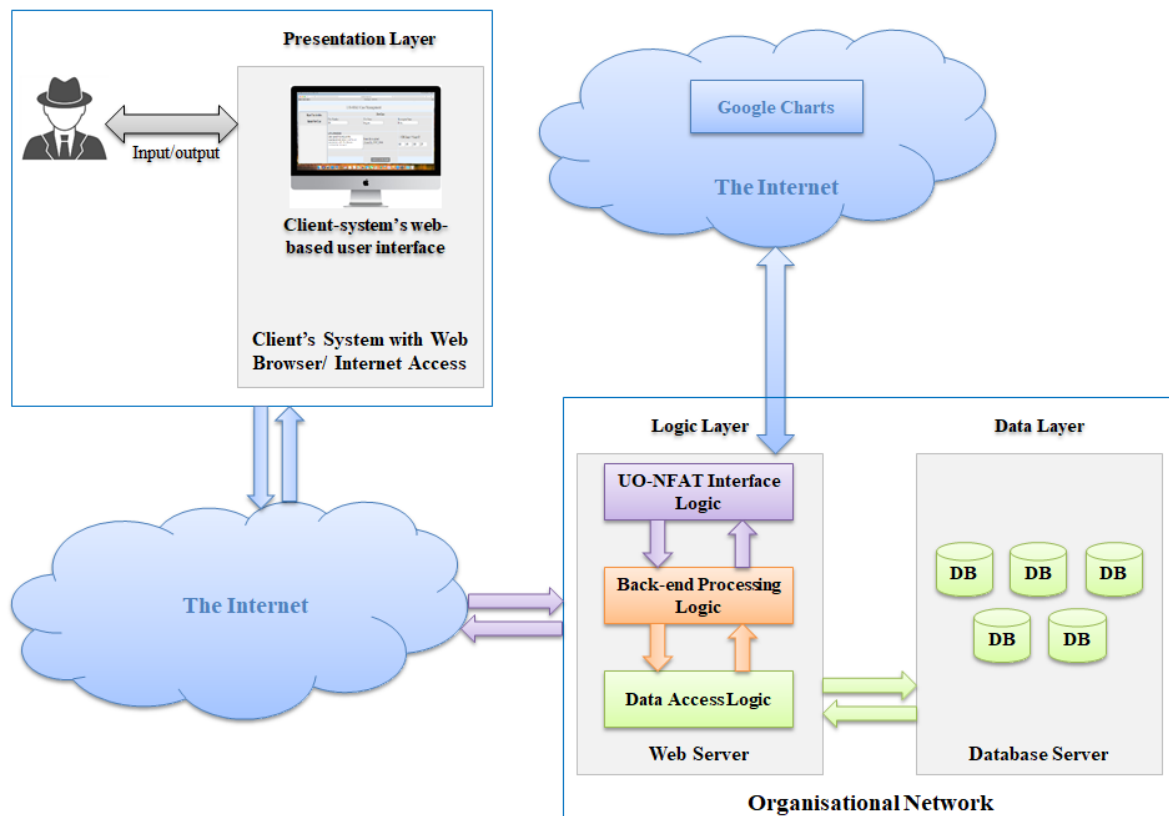 Presentation Layer
Input/output
Client-system's web-
based user interface
Client's System with Web
Browser/ Internet Access
Google Charts
The Internet
The Internet
Logic Layer
UO-NFAT Interface
Logic
Back-end Processing
Logic
Data Access Logic
Web Server
Data Layer
DB
DB
DB
DB
DB
Database Server
Organisational Network